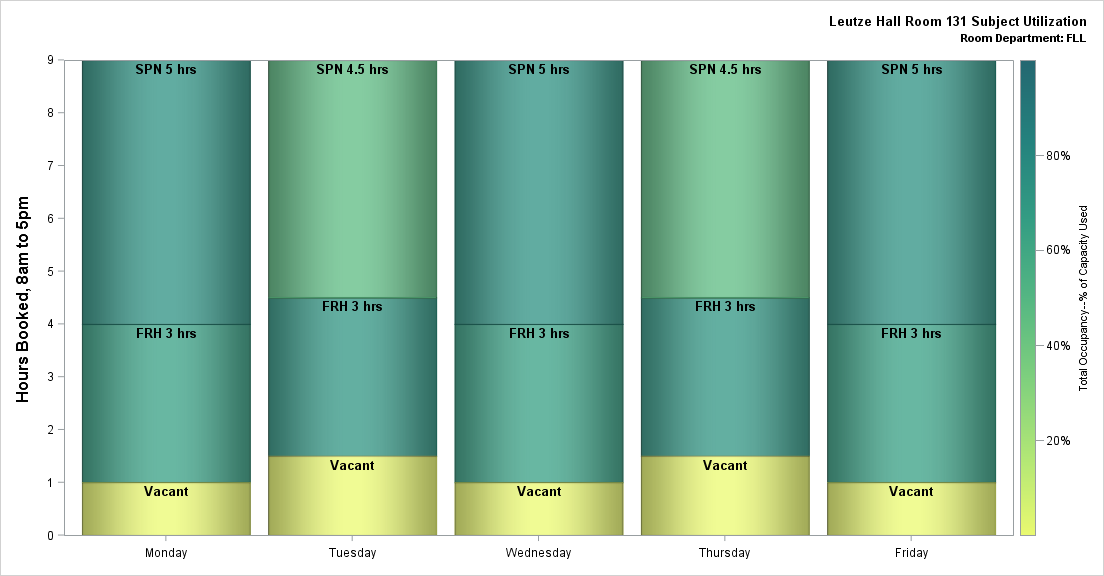 Leutze Hall Room 131 Subject Utilization
Room Department: FLL
Hours Booked, 8am to 5pm
9
8
7
6
5
4
3
2
1
0
SPN 5 hrs
FRH 3 hrs
Vacant
Monday
SPN 4.5 hrs
FRH 3 hrs
Vacant
Tuesday
SPN 5 hrs
FRH 3 hrs
Vacant
Wednesday
SPN 4.5 hrs
FRH 3 hrs
Vacant
Thursday
SPN 5 hrs
FRH 3 hrs
Vacant
Friday
80%
60%
40%
20%
Total Occupancy--% of Capacity Used